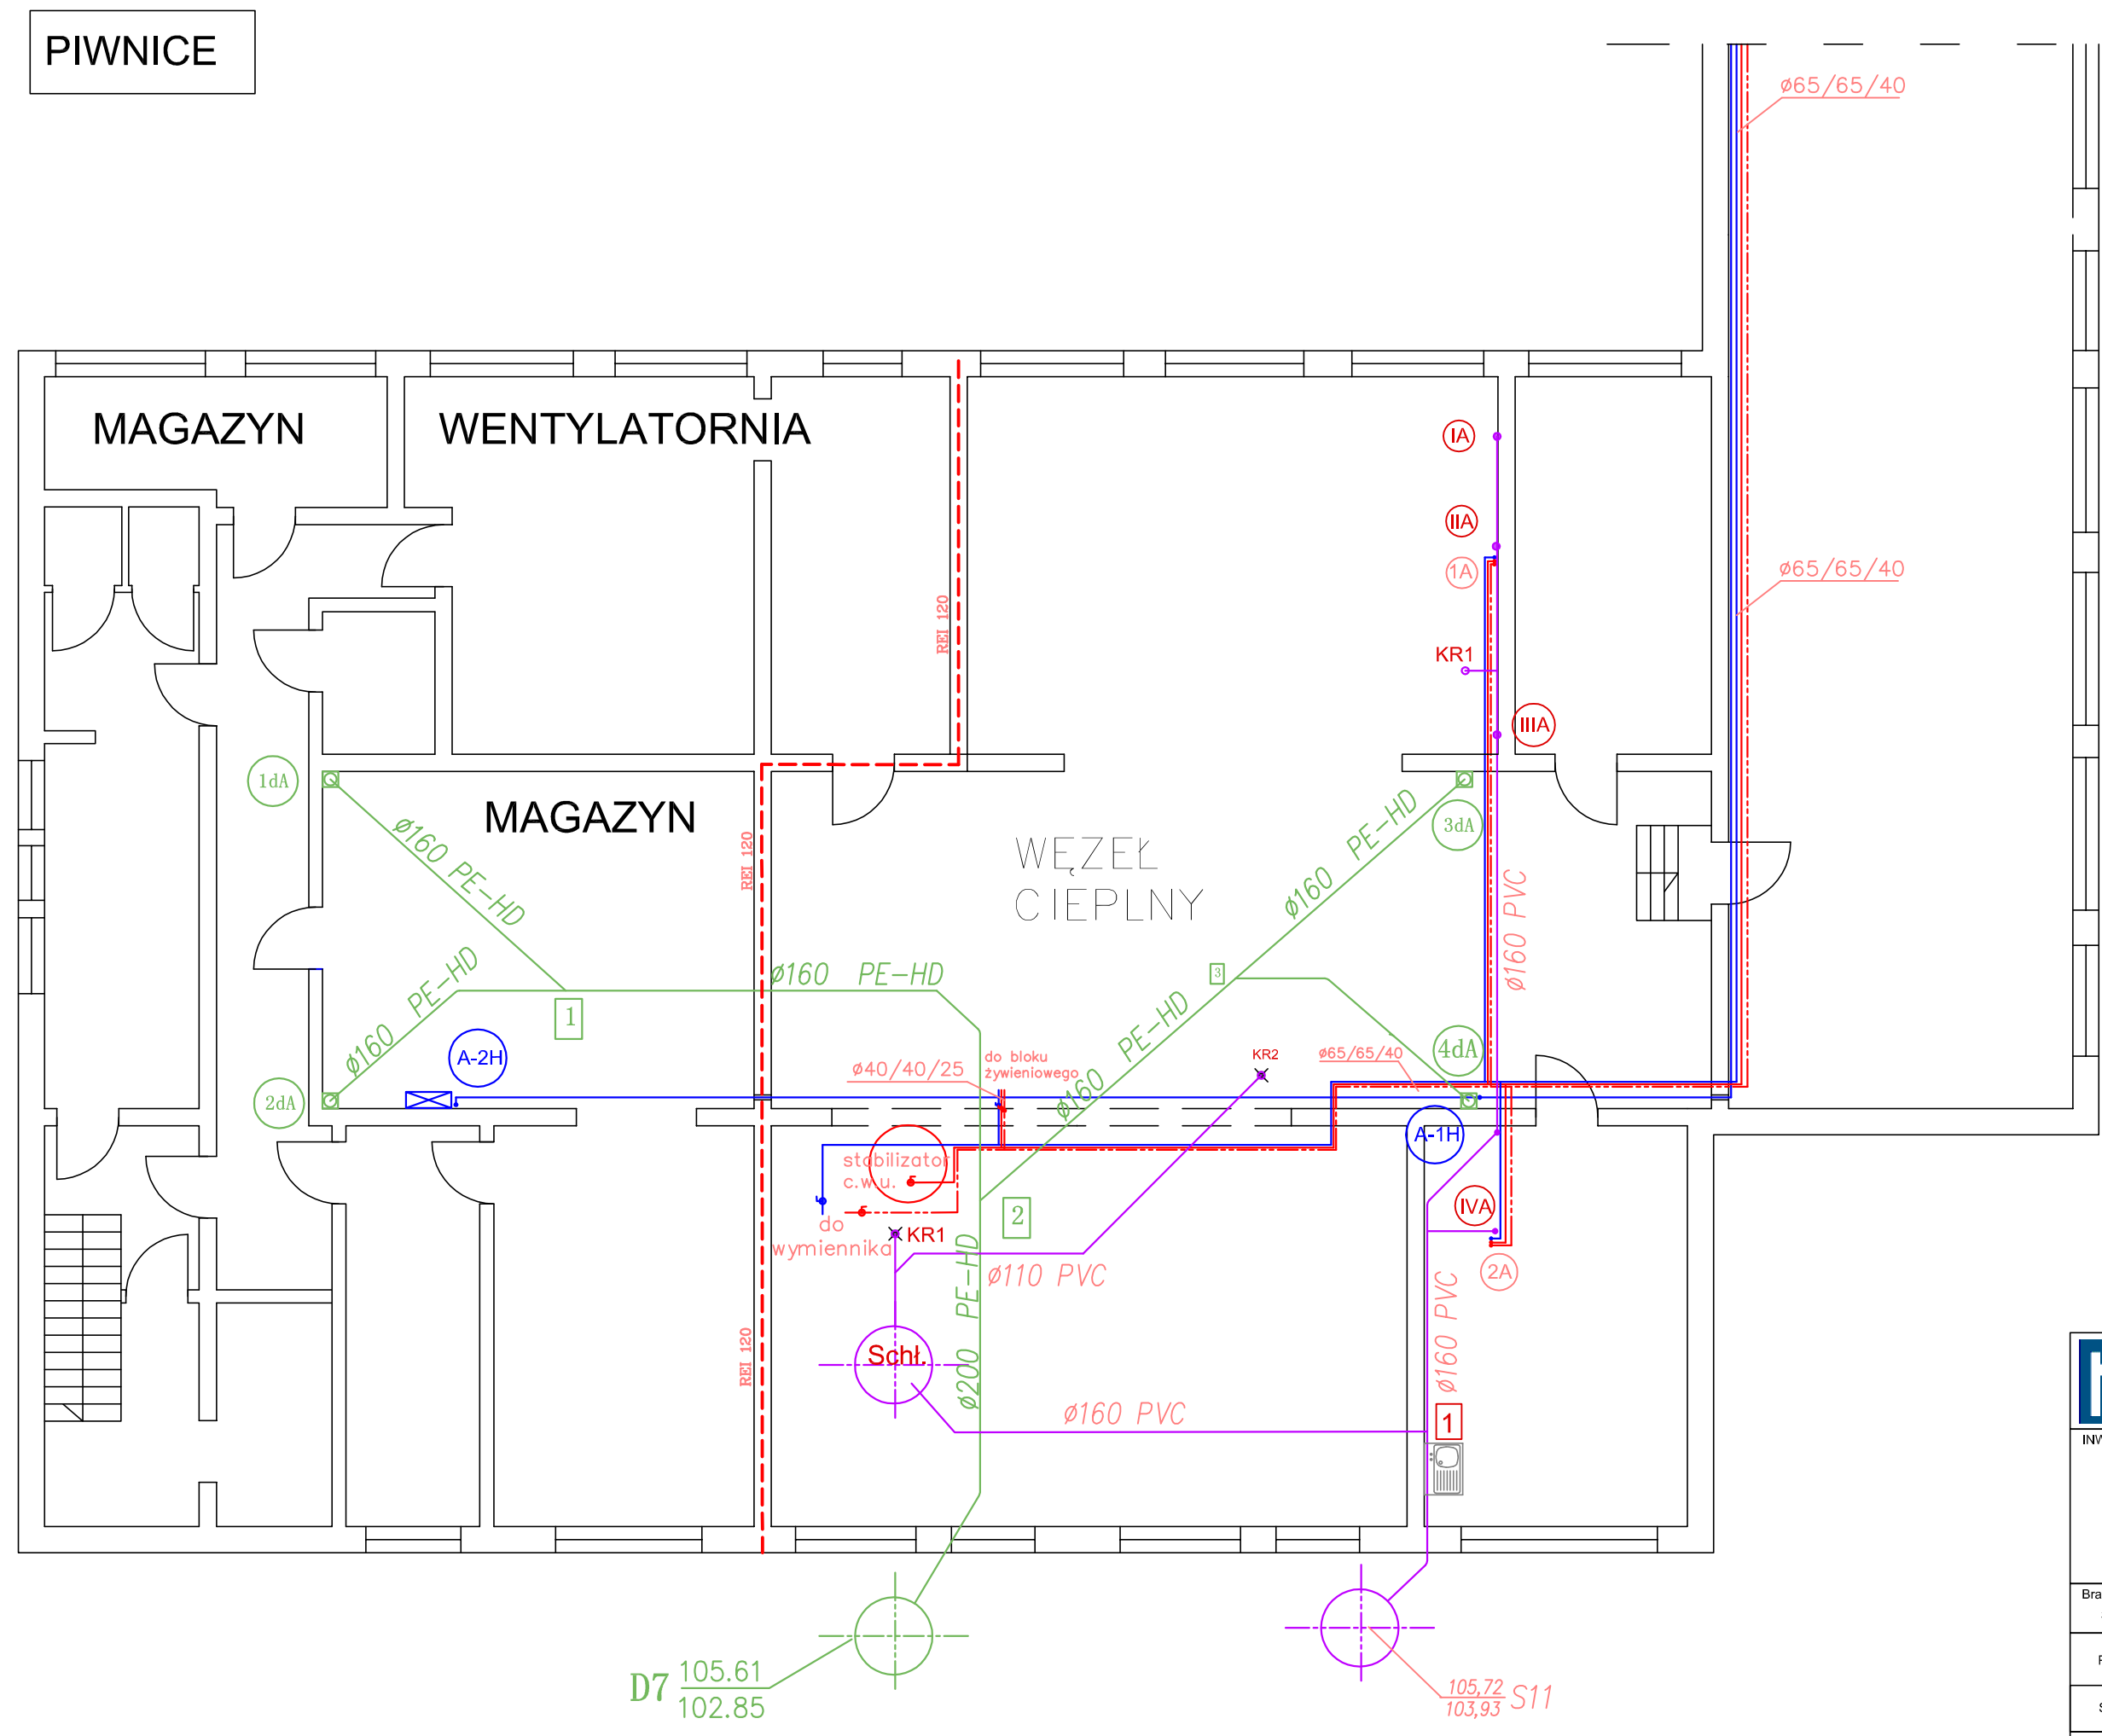 PIWNICE
ø65/65/40
MAGAZYN
WENTYLATORNIA
IA
IIA
1A
ø65/65/40
REI 120
KR1
IIIA
1dA
MAGAZYN
ø160 PE-HD
REI 120
WĘZEŁ
CIEPLNY
3dA
ø160 PE-HD
ø160 PVC
ø160 PE-HD
ø160 PE-HD
1
3
ø160 PE-HD
A-2H
2dA
ø40/40/25
do bloku
żywieniowego
KR2
ø65/65/40
4dA
A-1H
stabilizator
c.w.u.
IVA
do
wymiennika
KR1
2
2A
ø110 PVC
ø200 PE-HD
ø160 PVC
REI 120
Schł.
ø160 PVC
1
D7 105.61
102.85
105,72
103,93 S11